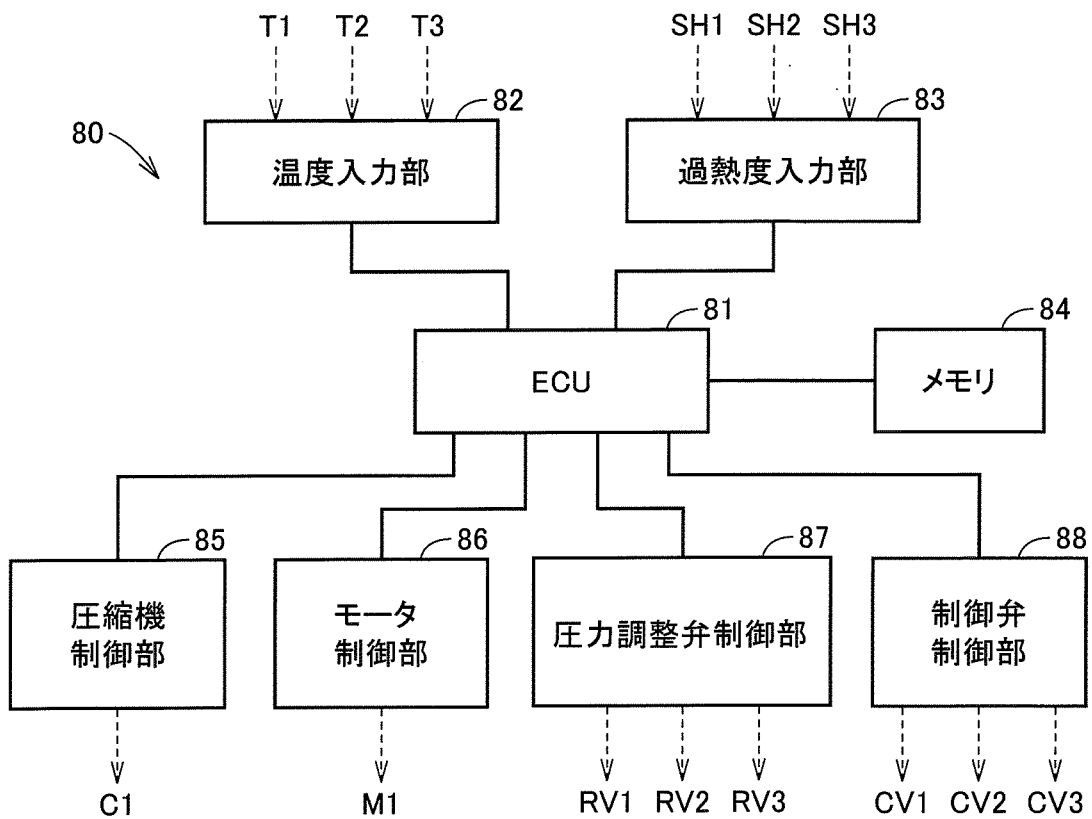 T1 T2 T3
SH1 SH2 SH3
80
82
83
温度入力部
過熱度入力部
81
84
ECU
メモリ
85
86
87
88
圧縮機
制御部
モータ
制御部
圧力調整弁制御部
制御弁
制御部
C1
M1
RV1 RV2 RV3
CV1 CV2 CV3